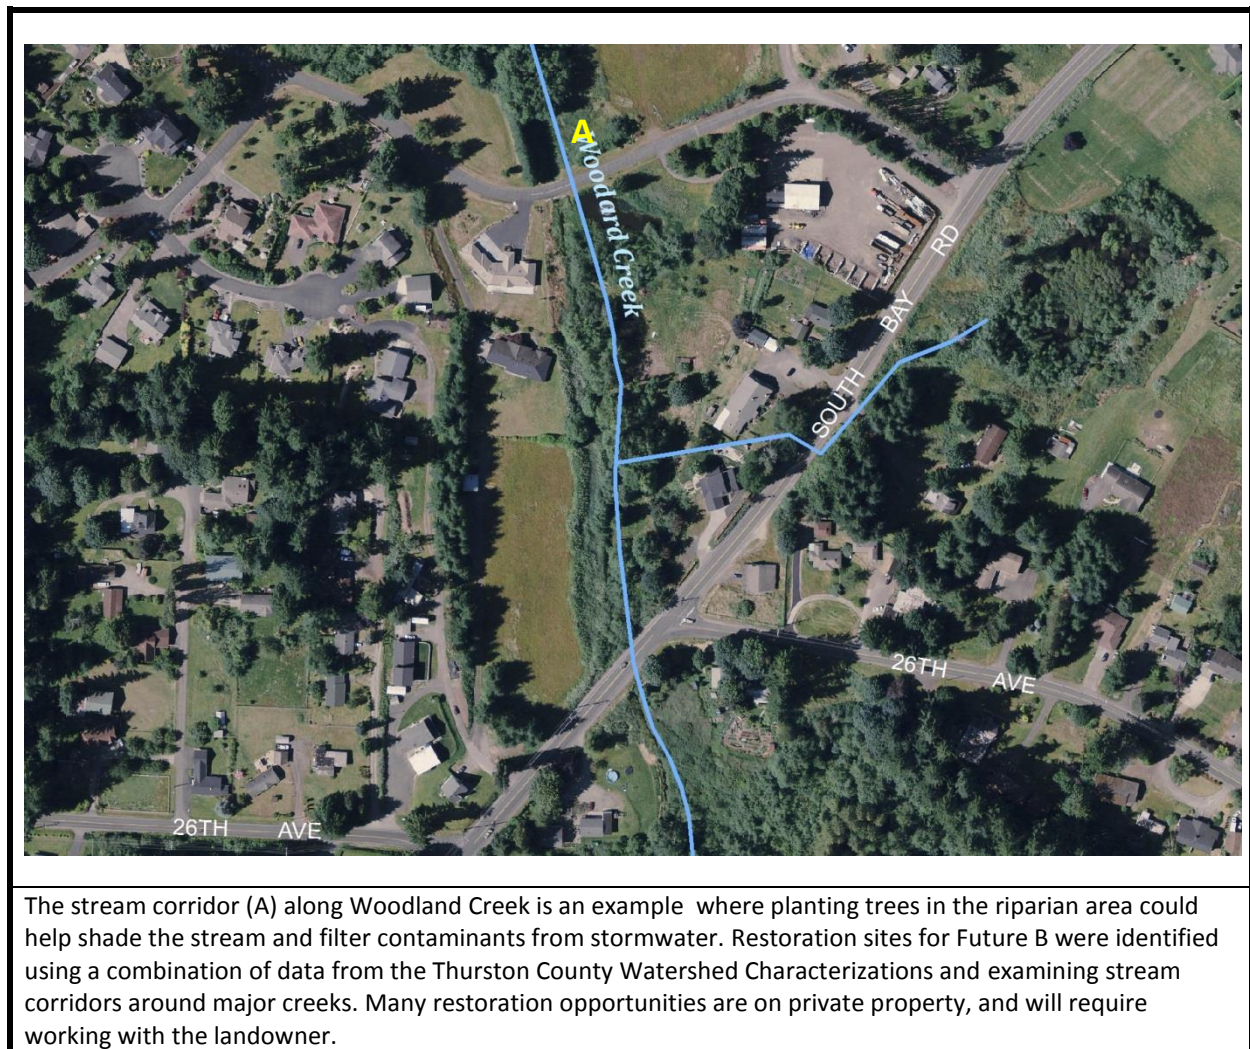 A
Woodard Creek
SOUTH BAY RD
26TH AVE
26TH AVE
The stream corridor (A) along Woodland Creek is an example where planting trees in the riparian area could
help shade the stream and filter contaminants from stormwater. Restoration sites for Future B were identified
using a combination of data from the Thurston County Watershed Characterizations and examining stream
corridors around major creeks. Many restoration opportunities are on private property, and will require
working with the landowner.